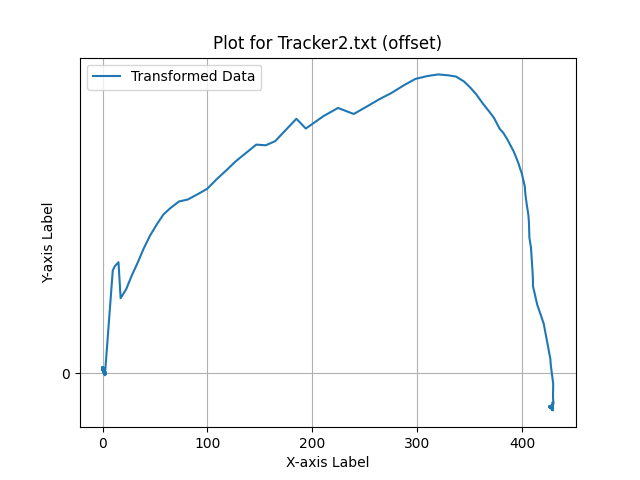 Plot for Tracker2.txt (offset)
Transformed Data
Y-axis Label
0
0 100 200 300 400
X-axis Label